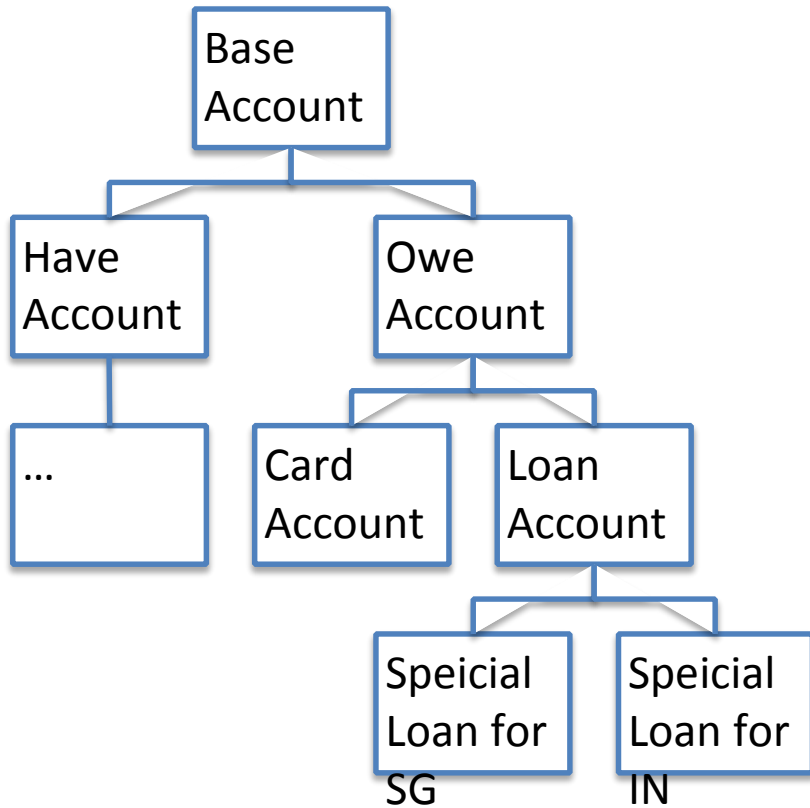 Base
Account
Have
Account
Owe
Account
...
Card
Account
Loan
Account
Speicial
Loan for
SG
Speicial
Loan for
IN